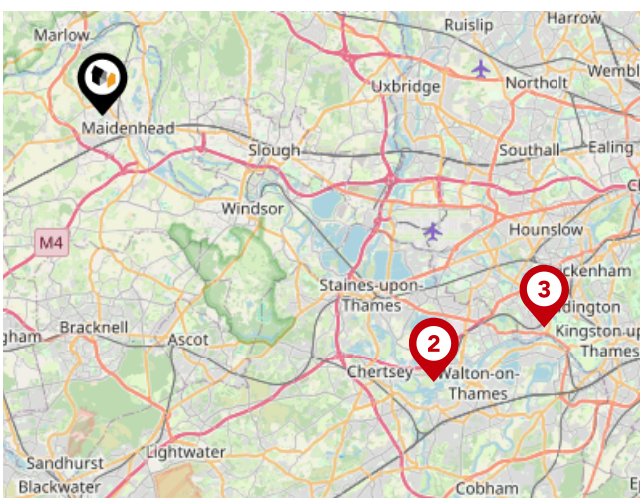 Marlow
Ruislip
Harrow
Uxbridge
Northolt
Wembl
Maidenhead
Slough
Southall
Ealing
Windsor
Hounslow
M4
ckenham
Staines-upon-
Thames
3
dington
Bracknell
Ascot
Kingston-up
Thames
gham
2
Chertsey
Walton-on-
Thames
Lightwater
Sandhurst
Blackwater
Cobham
E